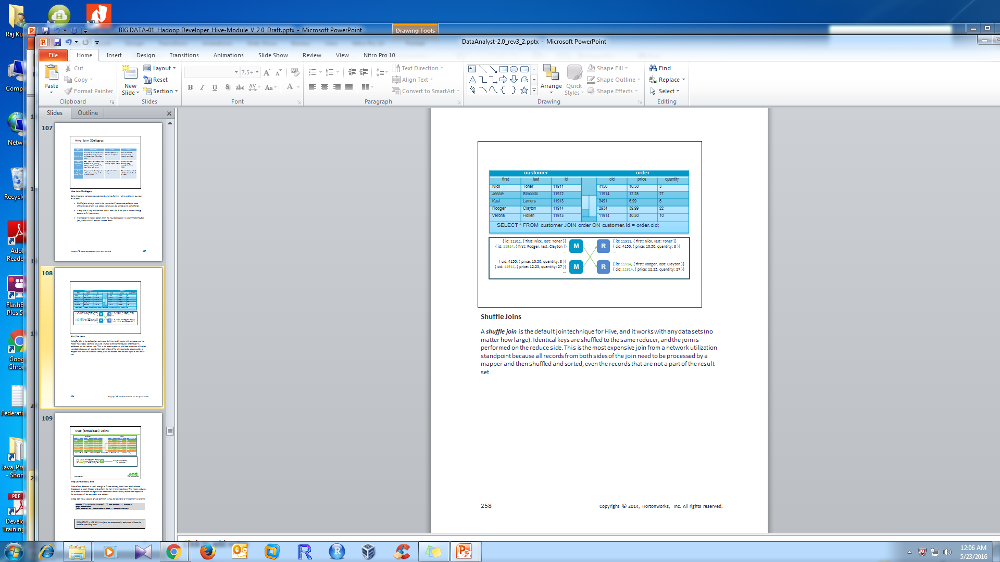 Raj Ku
BIG DATA-01_Hadoop Developer_Hive-Module_V_2 0_Draft.pptx - Microsoft PowerPoint
Drawing Tools
DataAnalyst-2.0_rev3_2.pptx - Microsoft PowerPoint
File Home Insert Design Transitions Animations Slide Show Review View Nitro Pro 10
Paste
Cut
Copy
Format Painter
Clipboard
New Slide
Layout
Reset
Section
Slides
7.5+
B I U S abc AV Aa A
Font
Text Direction
Align Text
Convert to SmartArt
Paragraph
Arrange
Quick Styles
Shape Fill
Shape Outline
Shape Effects
Drawing
Find
Replace
Select
Editing
Comp
Netw
Recycle
Ado
Reade
FlashB
Plus 5
Goog
Chro
Federati
Java_Pra
- Shor
PDF
Develo
Training
Slides Outline
107
Hive Join Strategies
Hive Join Strategies
108
Shuffle Joins
109
Map (Broadcast) Joins
Hortonworks
Map (Broadcast) Joins
customer order
first last id cid price quantity
Nick Toner 11911 4150 10.50 3
Jessie Simonds 11912 11914 12.25 27
Kasi Lamers 11913 3491 5.99 5
Rodger Clayton 11914 2934 39.99 22
Verona Hollen 11915 11914 40.50 10
SELECT * FROM customer JOIN order ON customer.id = order.cid;
{ id: 11911, { first: Nick, last: Toner }}
{ id: 11914, { first: Rodger, last: Clayton }}
...
M
R
{ id: 11911, { first: Nick, last: Toner }}
{ cid: 4150, { price: 10.50, quantity: 3 }}
...
{ cid: 4150, { price: 10.50, quantity: 3 }}
{ cid: 11914, { price: 12.25, quantity: 27 }}
...
M
R
{ id: 11914, { first: Rodger, last: Clayton }}
{ cid: 11914, { price: 12.25, quantity: 27 }}
Shuffle Joins
A shuffle join is the default join technique for Hive, and it works with any data sets (no
matter how large). Identical keys are shuffled to the same reducer, and the join is
performed on the reduce side. This is the most expensive join from a network utilization
standpoint because all records from both sides of the join need to be processed by a
mapper and then shuffled and sorted, even the records that are not a part of the result
set.
258
Copyright © 2014, Hortonworks, Inc. All rights reserved.
12:06 AM
5/23/2016